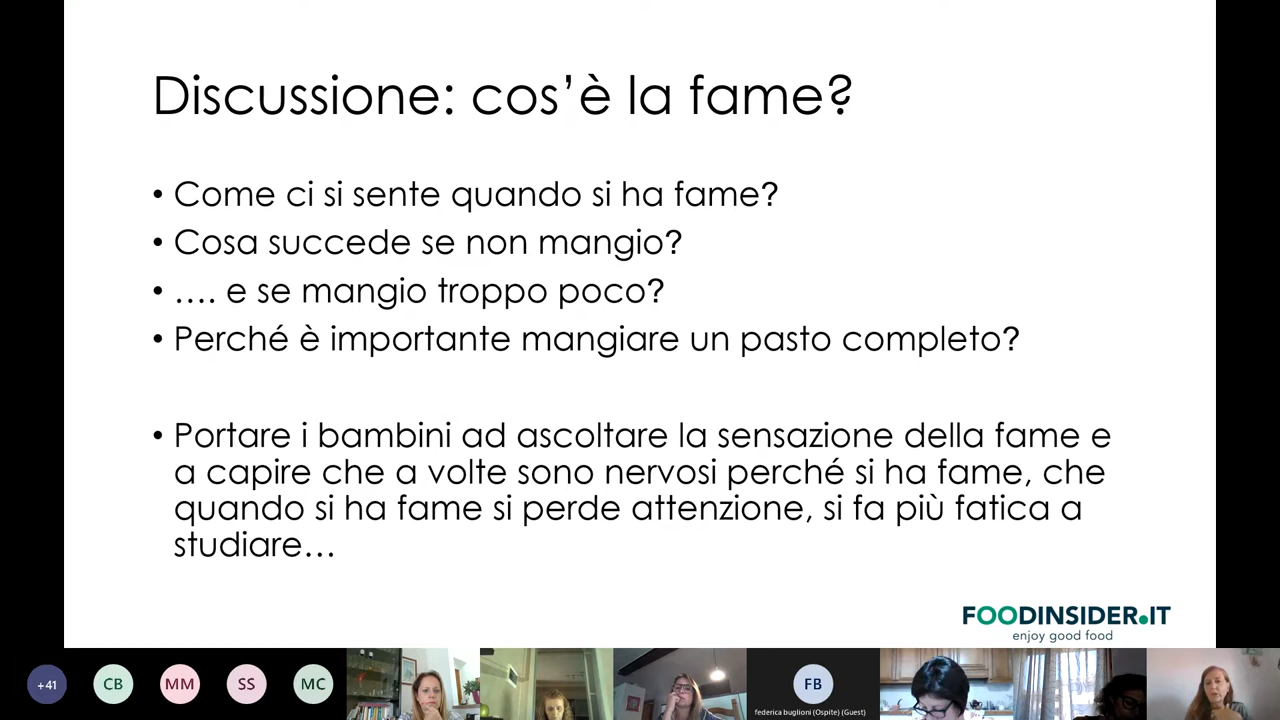 Discussione: cos’è la fame?
• Come ci si sente quando si ha fame?
• Cosa succede se non mangio?
• …. e se mangio troppo poco?
• Perché è importante mangiare un pasto completo?
• Portare i bambini ad ascoltare la sensazione della fame e
a capire che a volte sono nervosi perché si ha fame, che
quando si ha fame si perde attenzione, si fa più fatica a
studiare…
FOODINSIDER.IT
enjoy good food
+41 CB MM SS MC FB
federica buglioni (Ospite) (Guest)